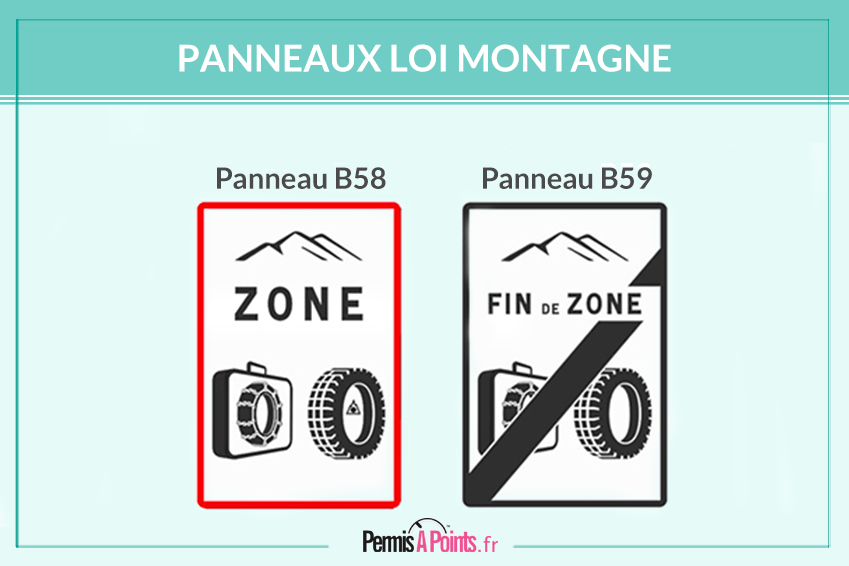 PANNEAUX LOI MONTAGNE
Panneau B58
Panneau B59
ZONE
FIN DE ZONE
PermisAPoints.fr